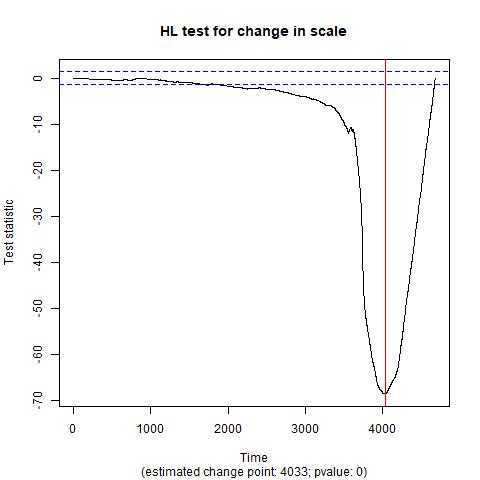 HL test for change in scale
Test statistic
0
-10
-20
-30
-40
-50
-60
-70
0 1000 2000 3000 4000
Time
(estimated change point: 4033; pvalue: 0)